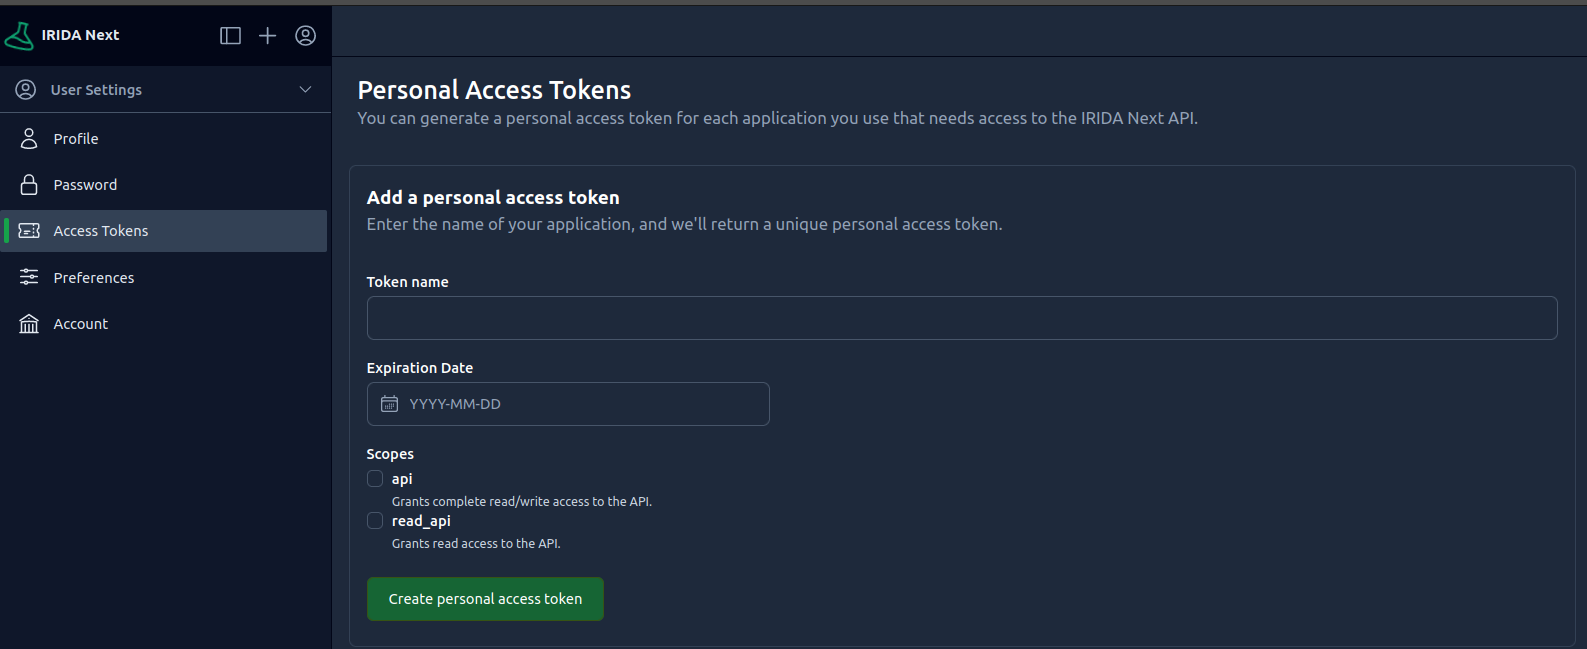 IRIDA Next
User Settings
Profile
Password
Access Tokens
Preferences
Account
Personal Access Tokens
You can generate a personal access token for each application you use that needs access to the IRIDA Next API.
Add a personal access token
Enter the name of your application, and we'll return a unique personal access token.
Token name
Expiration Date
YYYY-MM-DD
Scopes
api
Grants complete read/write access to the API.
read_api
Grants read access to the API.
Create personal access token